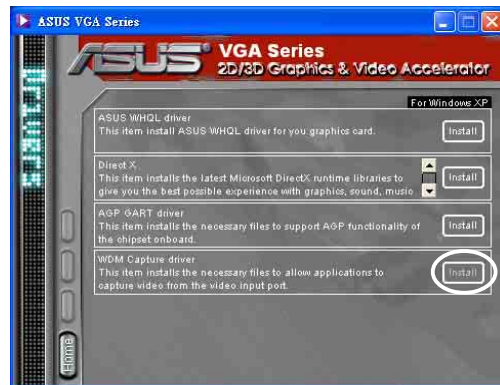 ASUS VGA Series
ASUS
VGA Series
2D/3D Graphics & Video Accelerator
For Windows XP
ASUS WHQL driver
This item install ASUS WHQL driver for you graphics card.
Install
Direct X
This item installs the latest Microsoft DirectX runtime libraries to
give you the best possible experience with graphics, sound, music
Install
AGP GART driver
This item installs the necessary files to support AGP functionality of
the chipset onboard.
Install
WDM Capture driver
This item installs the necessary files to allow applications to
capture video from the video input port.
Install
Home